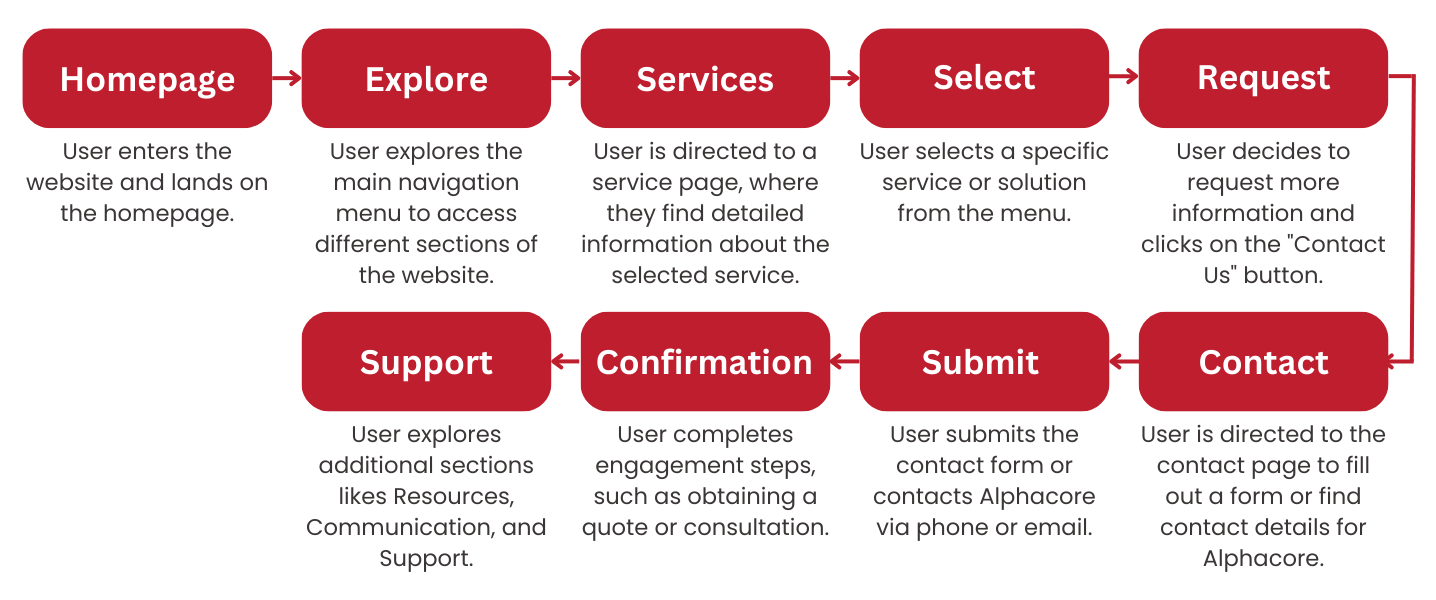 Homepage
User enters the
website and lands on
the homepage.
Explore
User explores the
main navigation
menu to access
different sections of
the website.
Services
User is directed to a
service page, where
they find detailed
information about the
selected service.
Select
User selects a specific
service or solution
from the menu.
Request
User decides to
request more
information and
clicks on the "Contact
Us" button.
Contact
User is directed to the
contact page to fill
out a form or find
contact details for
Alphacore.
Submit
User submits the
contact form or
contacts Alphacore
via phone or email.
Confirmation
User completes
engagement steps,
such as obtaining a
quote or consultation.
Support
User explores
additional sections
likes Resources,
Communication, and
Support.